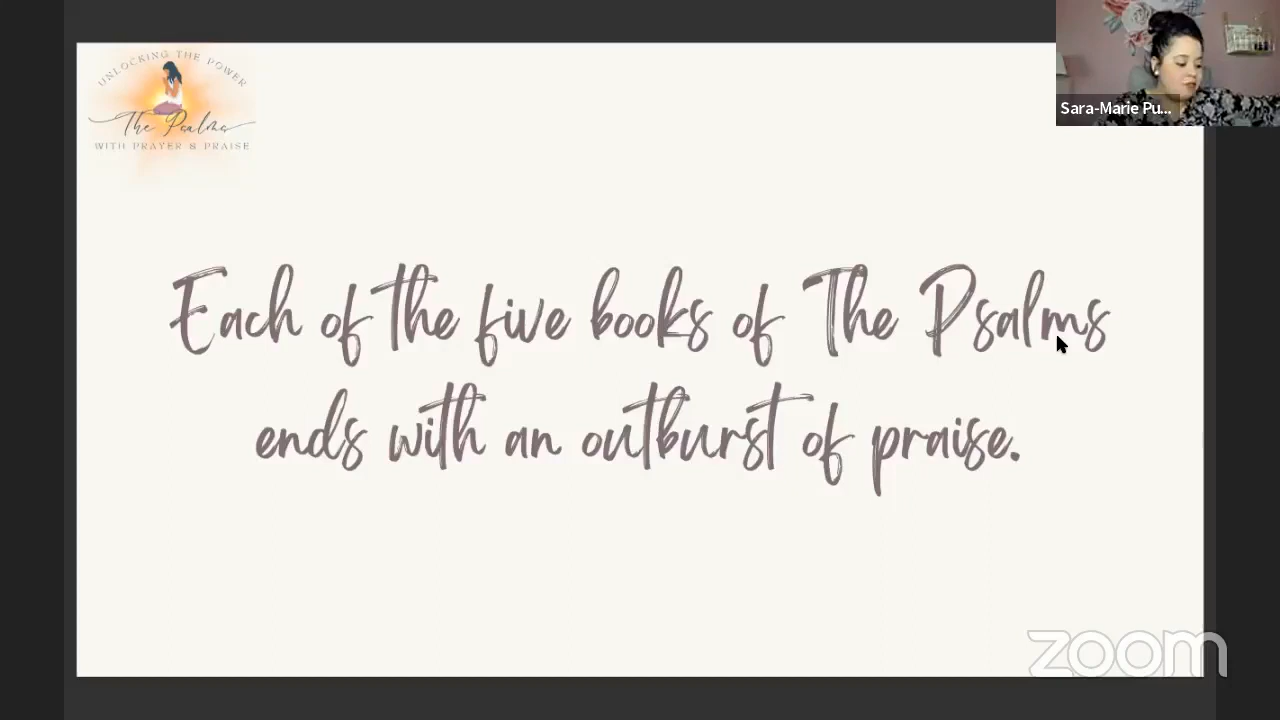 UNLOCKING THE POWER
The Psalms
WITH PRAYER & PRAISE
Sara-Marie Pu...
Each of the five books of The Psalms
ends with an outburst of praise.
zoom